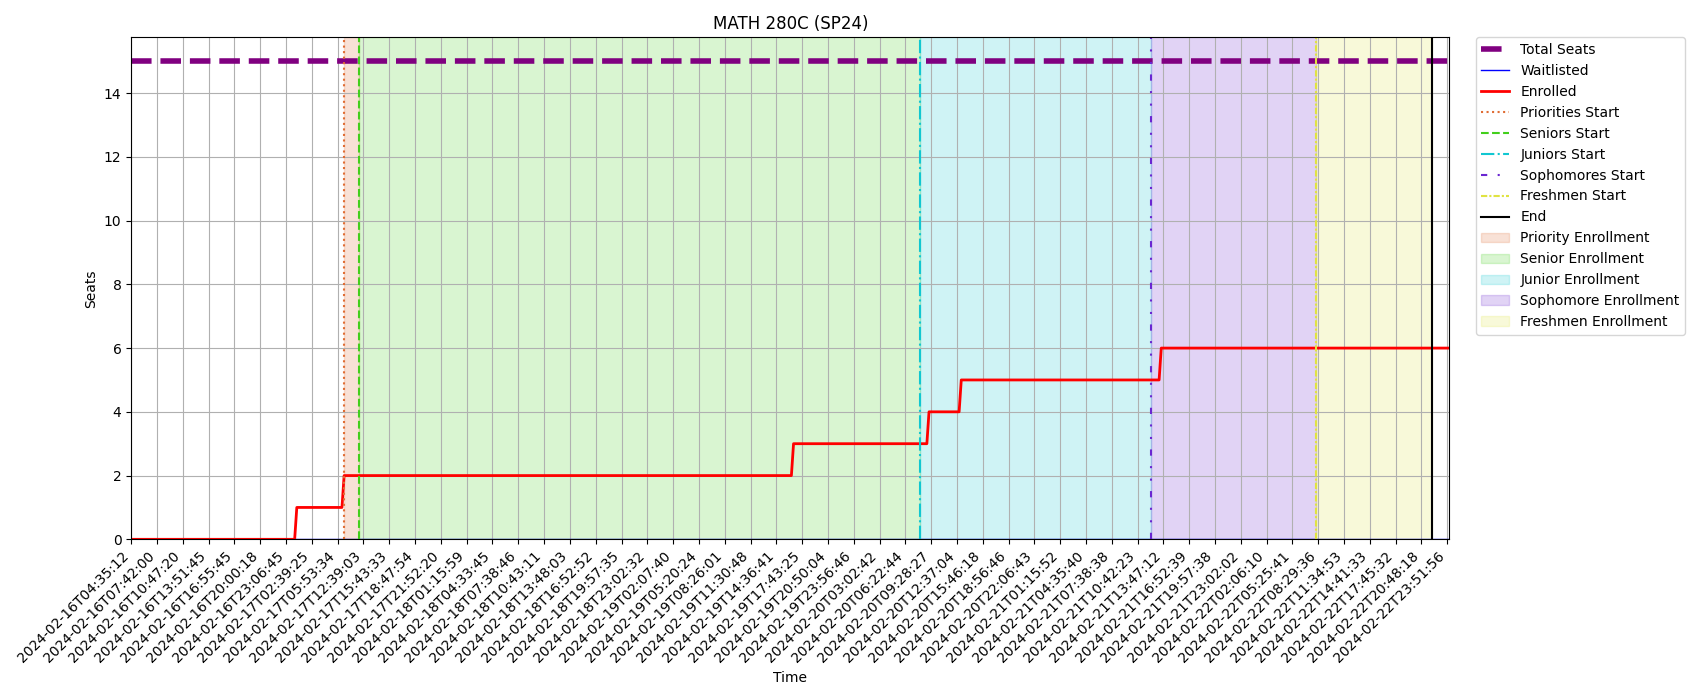 MATH 280C (SP24)
Seats
14
12
10
8
6
4
2
0
2024-02-16T04:35:12
2024-02-16T07:42:00
2024-02-16T10:47:20
2024-02-16T13:51:45
2024-02-16T16:55:45
2024-02-16T20:00:18
2024-02-16T23:06:45
2024-02-17T02:39:25
2024-02-17T05:53:34
2024-02-17T12:39:03
2024-02-17T15:43:33
2024-02-17T18:47:54
2024-02-17T21:52:20
2024-02-18T01:15:59
2024-02-18T04:33:45
2024-02-18T07:38:46
2024-02-18T10:43:11
2024-02-18T13:48:03
2024-02-18T16:52:52
2024-02-18T19:57:35
2024-02-18T23:02:32
2024-02-19T02:07:40
2024-02-19T05:20:24
2024-02-19T08:26:01
2024-02-19T11:30:48
2024-02-19T14:36:41
2024-02-19T17:43:25
2024-02-19T20:50:04
2024-02-19T23:56:46
2024-02-20T03:02:42
2024-02-20T06:22:44
2024-02-20T09:28:27
2024-02-20T12:37:04
2024-02-20T15:46:18
2024-02-20T18:56:46
2024-02-20T22:06:43
2024-02-21T01:15:52
2024-02-21T04:35:40
2024-02-21T07:38:38
2024-02-21T10:42:23
2024-02-21T13:47:12
2024-02-21T16:52:39
2024-02-21T19:57:38
2024-02-21T23:02:02
2024-02-22T02:06:10
2024-02-22T05:25:41
2024-02-22T08:29:36
2024-02-22T11:34:53
2024-02-22T14:41:33
2024-02-22T17:45:32
2024-02-22T20:48:18
2024-02-22T23:51:56
Time
Total Seats
Waitlisted
Enrolled
Priorities Start
Seniors Start
Juniors Start
Sophomores Start
Freshmen Start
End
Priority Enrollment
Senior Enrollment
Junior Enrollment
Sophomore Enrollment
Freshmen Enrollment